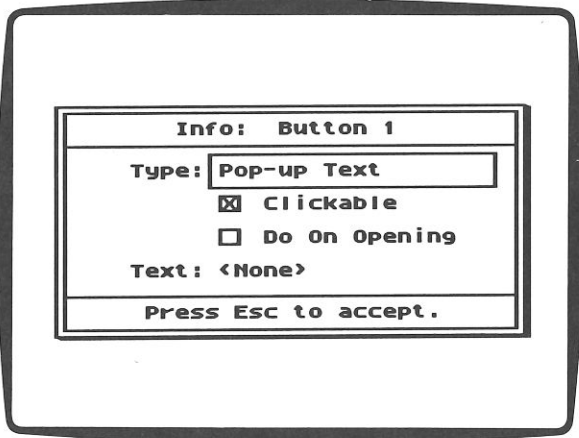 Info: Button 1
Type: Pop-up Text
Clickable
Do On Opening
Text: <None>
Press Esc to accept.